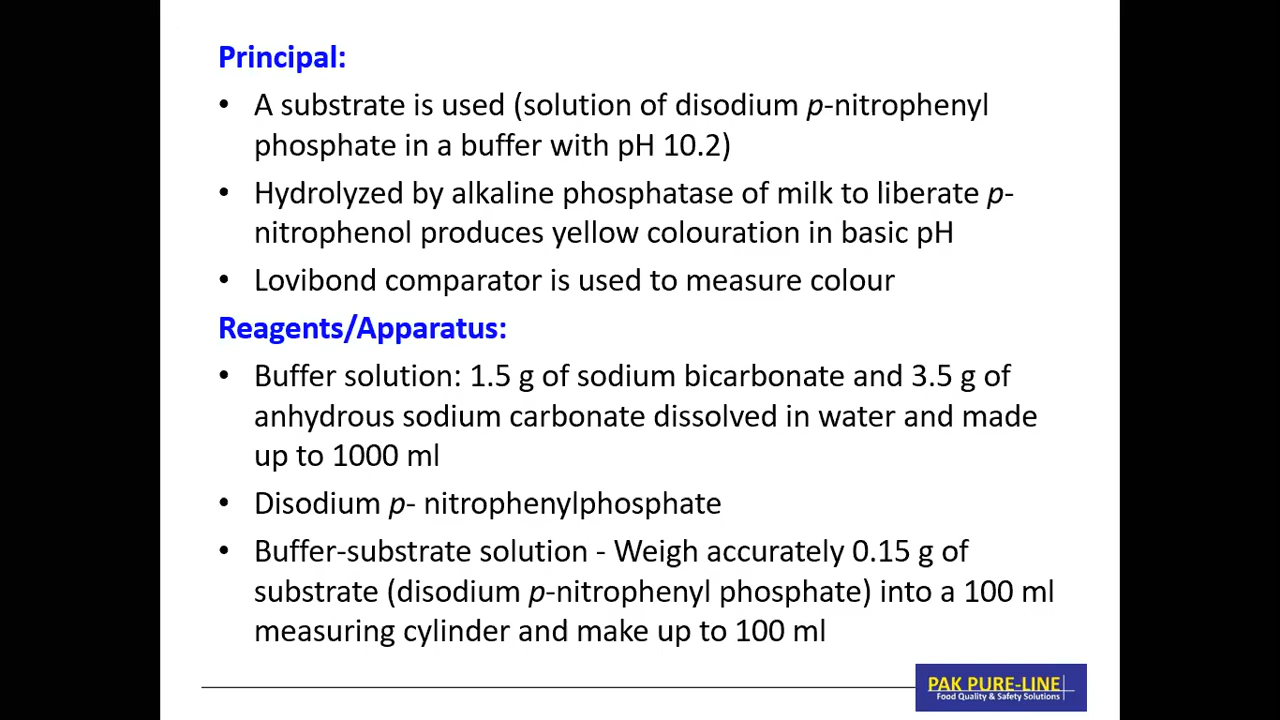 Principal:
• A substrate is used (solution of disodium p-nitrophenyl
phosphate in a buffer with pH 10.2)
• Hydrolyzed by alkaline phosphatase of milk to liberate p-
nitrophenol produces yellow colouration in basic pH
• Lovibond comparator is used to measure colour
Reagents/Apparatus:
• Buffer solution: 1.5 g of sodium bicarbonate and 3.5 g of
anhydrous sodium carbonate dissolved in water and made
up to 1000 ml
• Disodium p- nitrophenylphosphate
• Buffer-substrate solution - Weigh accurately 0.15 g of
substrate (disodium p-nitrophenyl phosphate) into a 100 ml
measuring cylinder and make up to 100 ml
PAK PURE-LINE
Food Quality & Safety Solutions